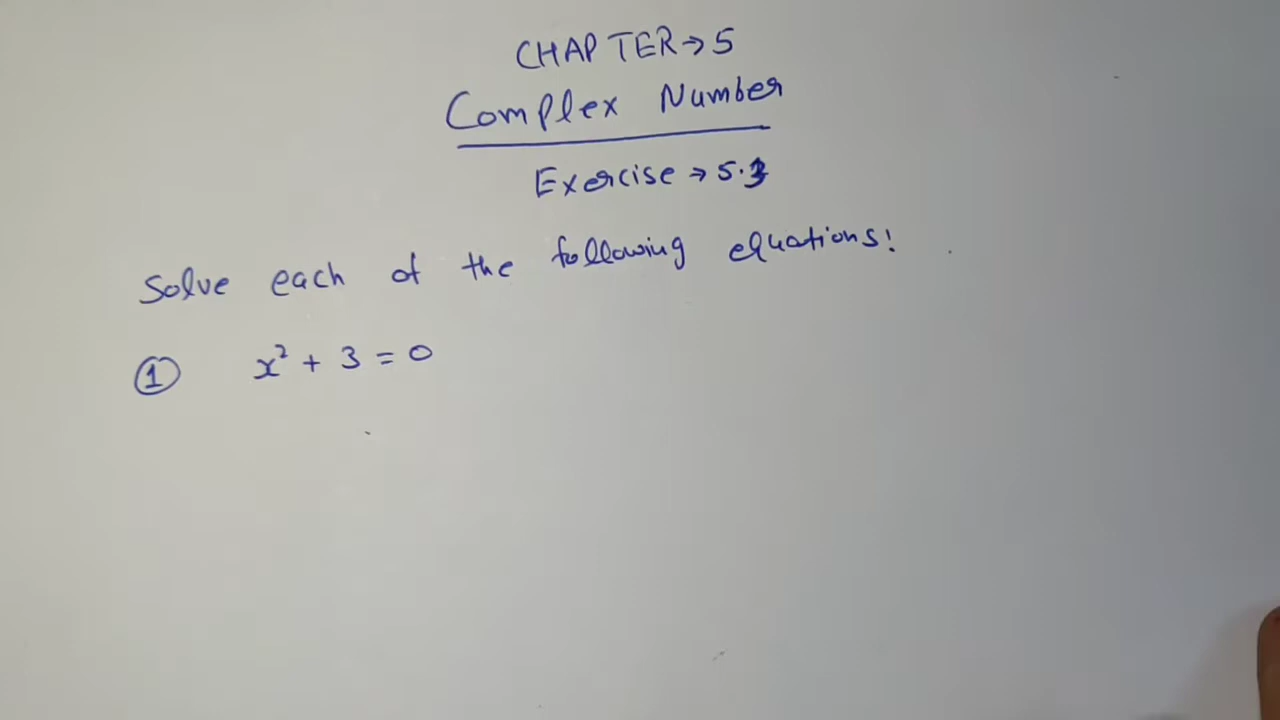 CHAPTER→5
Complex Number
Exercise→5.3
Solve each of the following equations:
① x² + 3 = 0